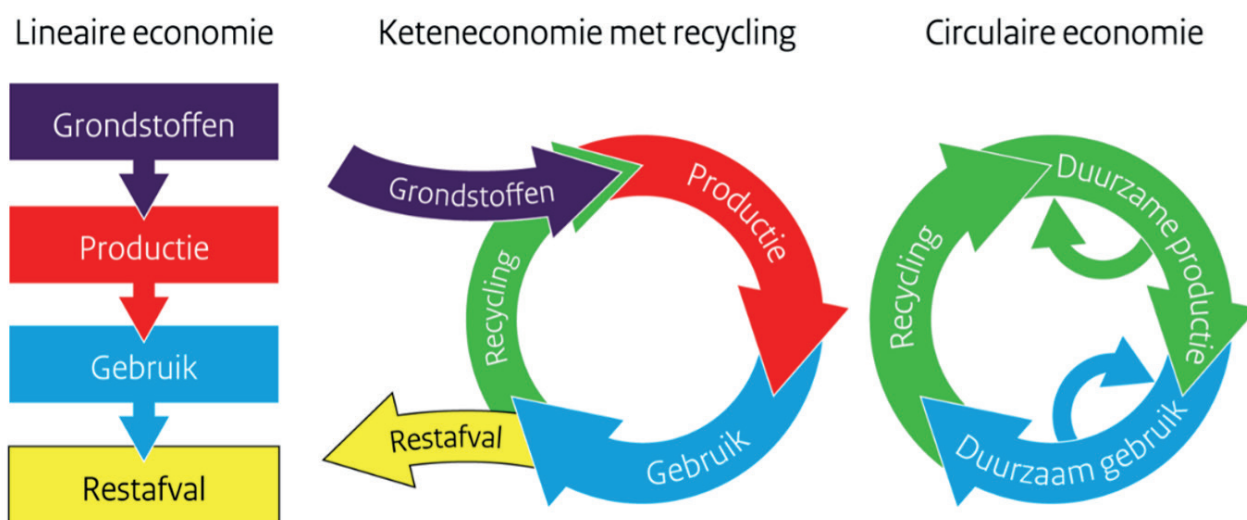 Lineaire economie
Grondstoffen
Productie
Gebruik
Restafval
Keteneconomie met recycling
Grondstoffen
Productie
Recycling
Restafval
Gebruik
Circulaire economie
Duurzame productie
Recycling
Duurzaam gebruik